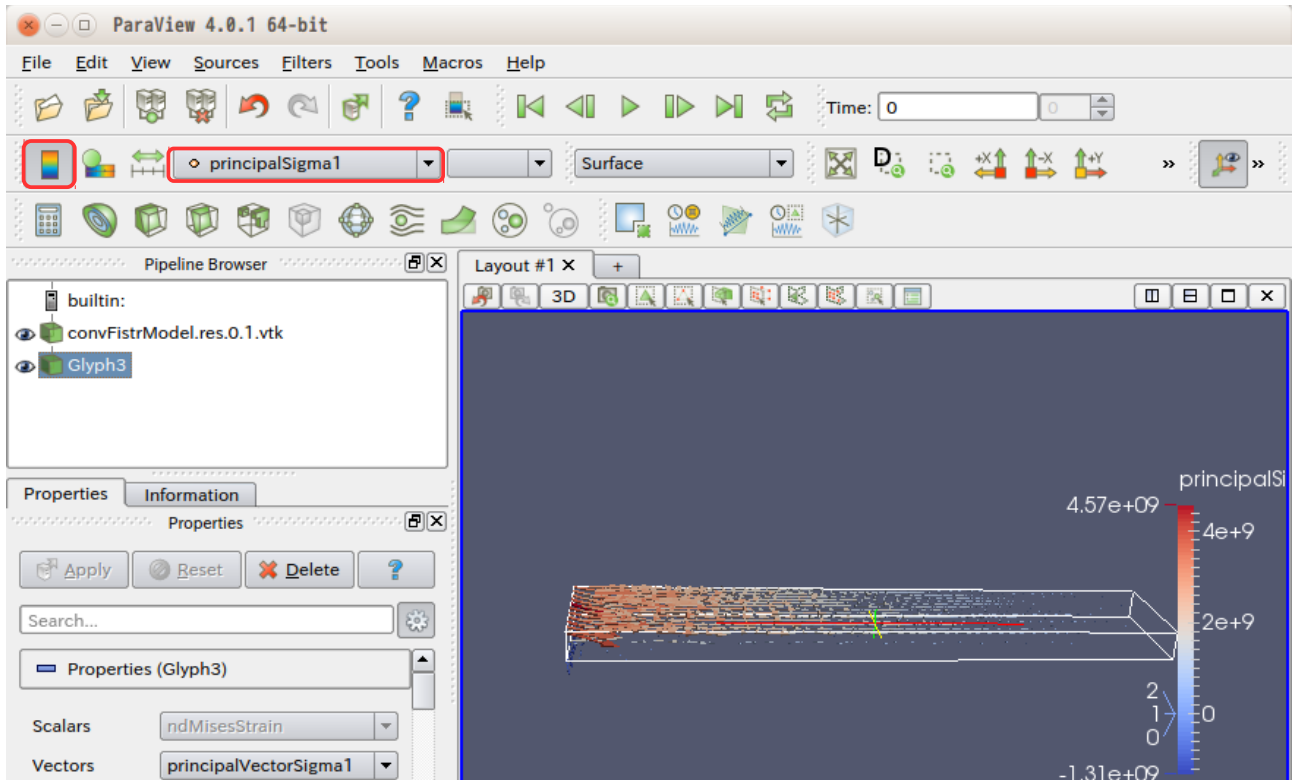 ParaView 4.0.1 64-bit
File Edit View Sources Filters Tools Macros Help
Time: 0 0
principalSigma1 Surface +X -X +Y » »
Pipeline Browser
Layout #1 X +
3D
builtin:
convFistrModel.res.0.1.vtk
Glyph3
Properties Information
Properties
Apply Reset Delete ?
Search...
Properties (Glyph3)
Scalars ndMisesStrain
Vectors principalVectorSigma1
principalSi
4.57e+09
4e+9
2e+9
2
1
0
0
-1.31e+09